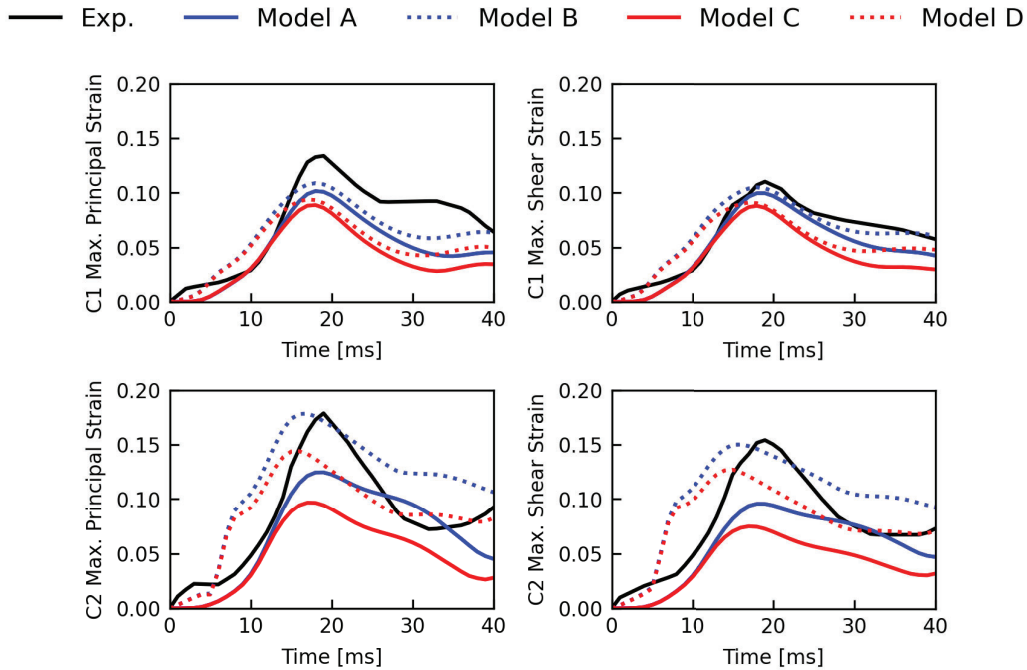 Exp. Model A Model B Model C Model D
C1 Max. Principal Strain
0.20
0.15
0.10
0.05
0.00
0 10 20 30 40
Time [ms]
C1 Max. Shear Strain
0.20
0.15
0.10
0.05
0.00
0 10 20 30 40
Time [ms]
C2 Max. Principal Strain
0.20
0.15
0.10
0.05
0.00
0 10 20 30 40
Time [ms]
C2 Max. Shear Strain
0.20
0.15
0.10
0.05
0.00
0 10 20 30 40
Time [ms]